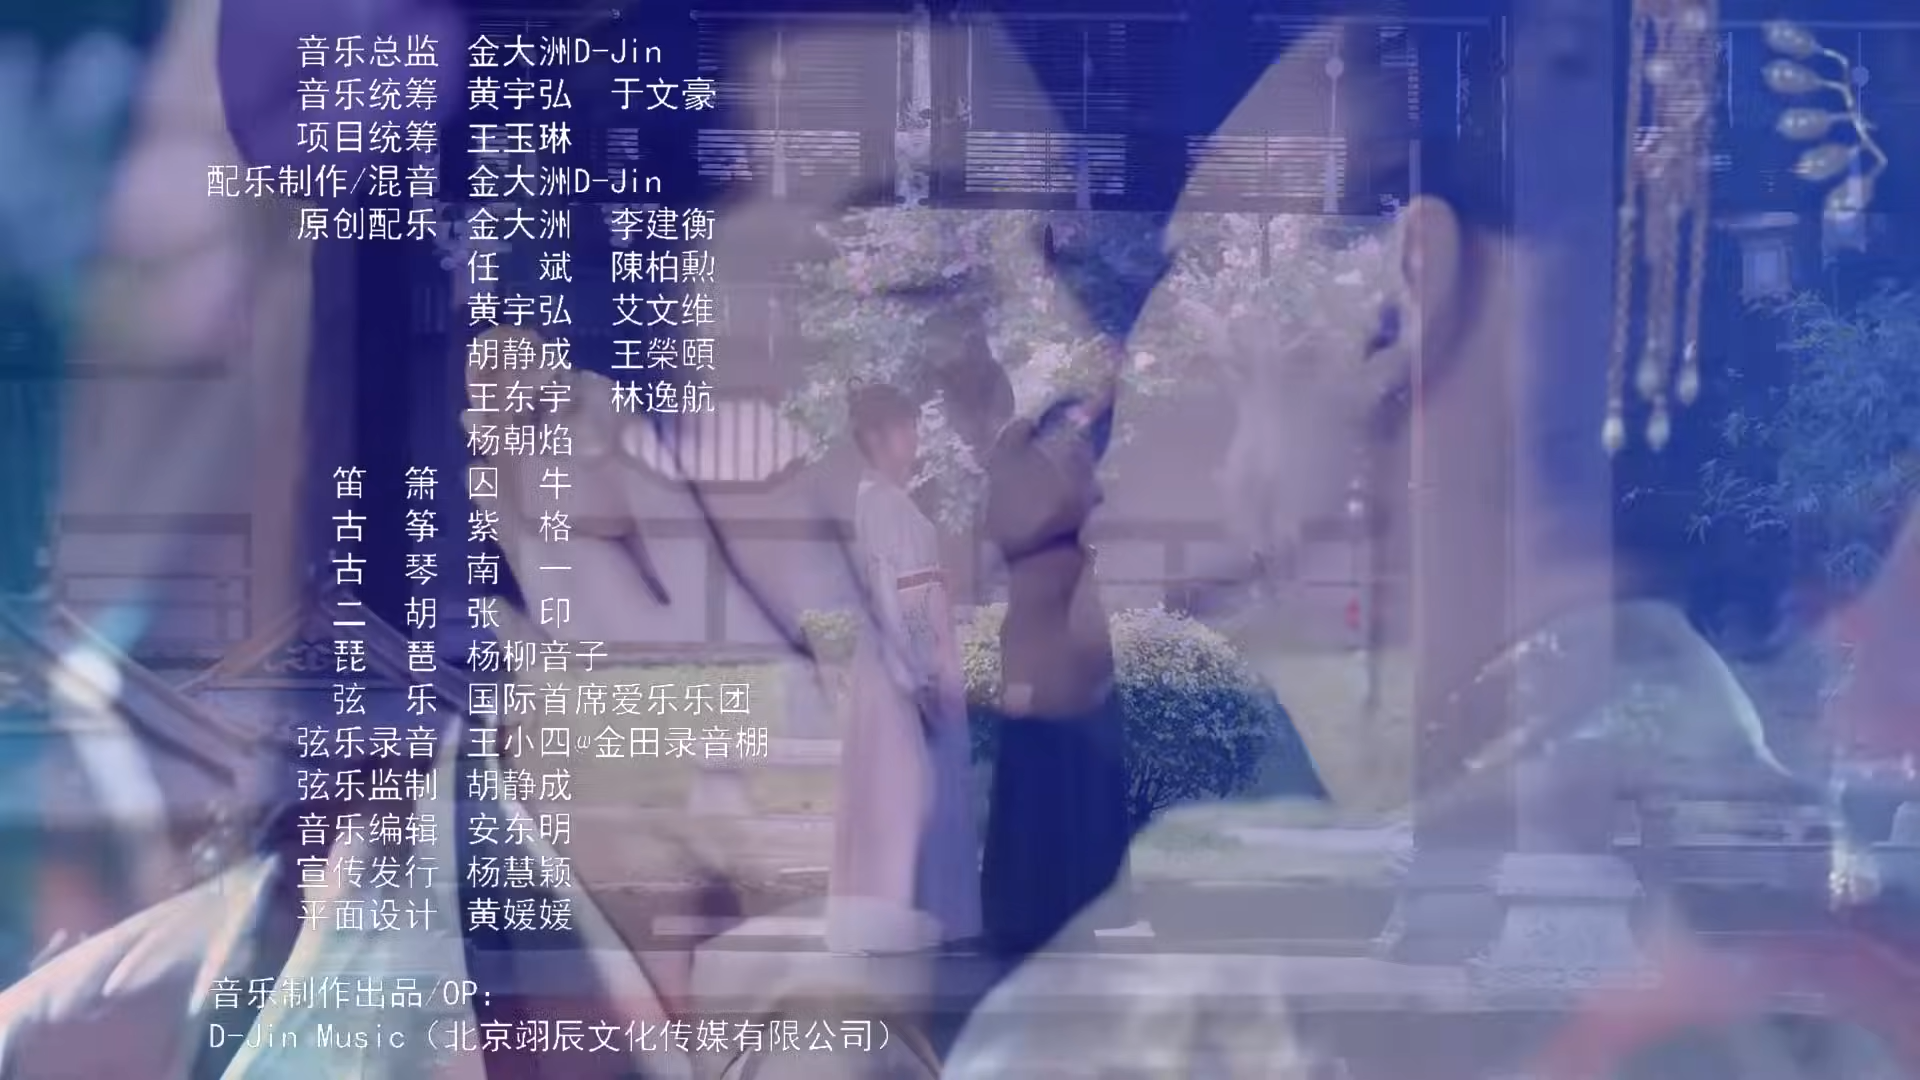 音乐总监 金大洲D-Jin
音乐统筹 黄宇弘 于文豪
项目统筹 王玉琳
配乐制作/混音 金大洲D-Jin
原创配乐 金大洲 李建衡
任 斌 陳柏勲
黄宇弘 艾文维
胡静成 王榮頤
王东宇 林逸航
杨朝焰
笛 箫 囚 牛
古 筝 紫 格
古 琴 南 一
二 胡 张 印
琵 琶 杨柳音子
弦 乐 国际首席爱乐乐团
弦乐录音 王小四@金田录音棚
弦乐监制 胡静成
音乐编辑 安东明
宣传发行 杨慧颖
平面设计 黄媛媛
音乐制作出品/OP:
D-Jin Music（北京翊辰文化传媒有限公司）